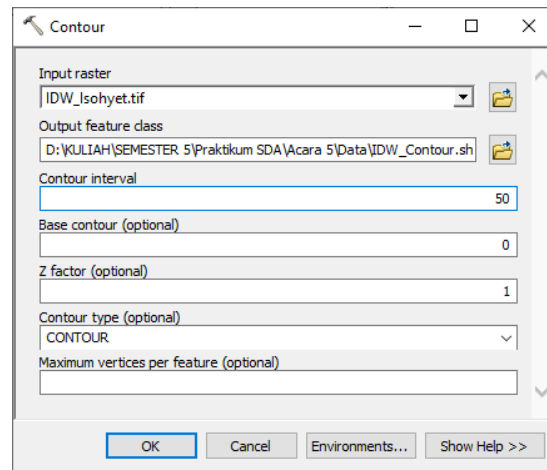 Contour
Input raster
IDW_Isohyet.tif
Output feature class
D:\KULIAH\SEMESTER 5\Praktikum SDA\Acara 5\Data\IDW_Contour.sh
Contour interval
50
Base contour (optional)
0
Z factor (optional)
1
Contour type (optional)
CONTOUR
Maximum vertices per feature (optional)
OK Cancel Environments... Show Help >>